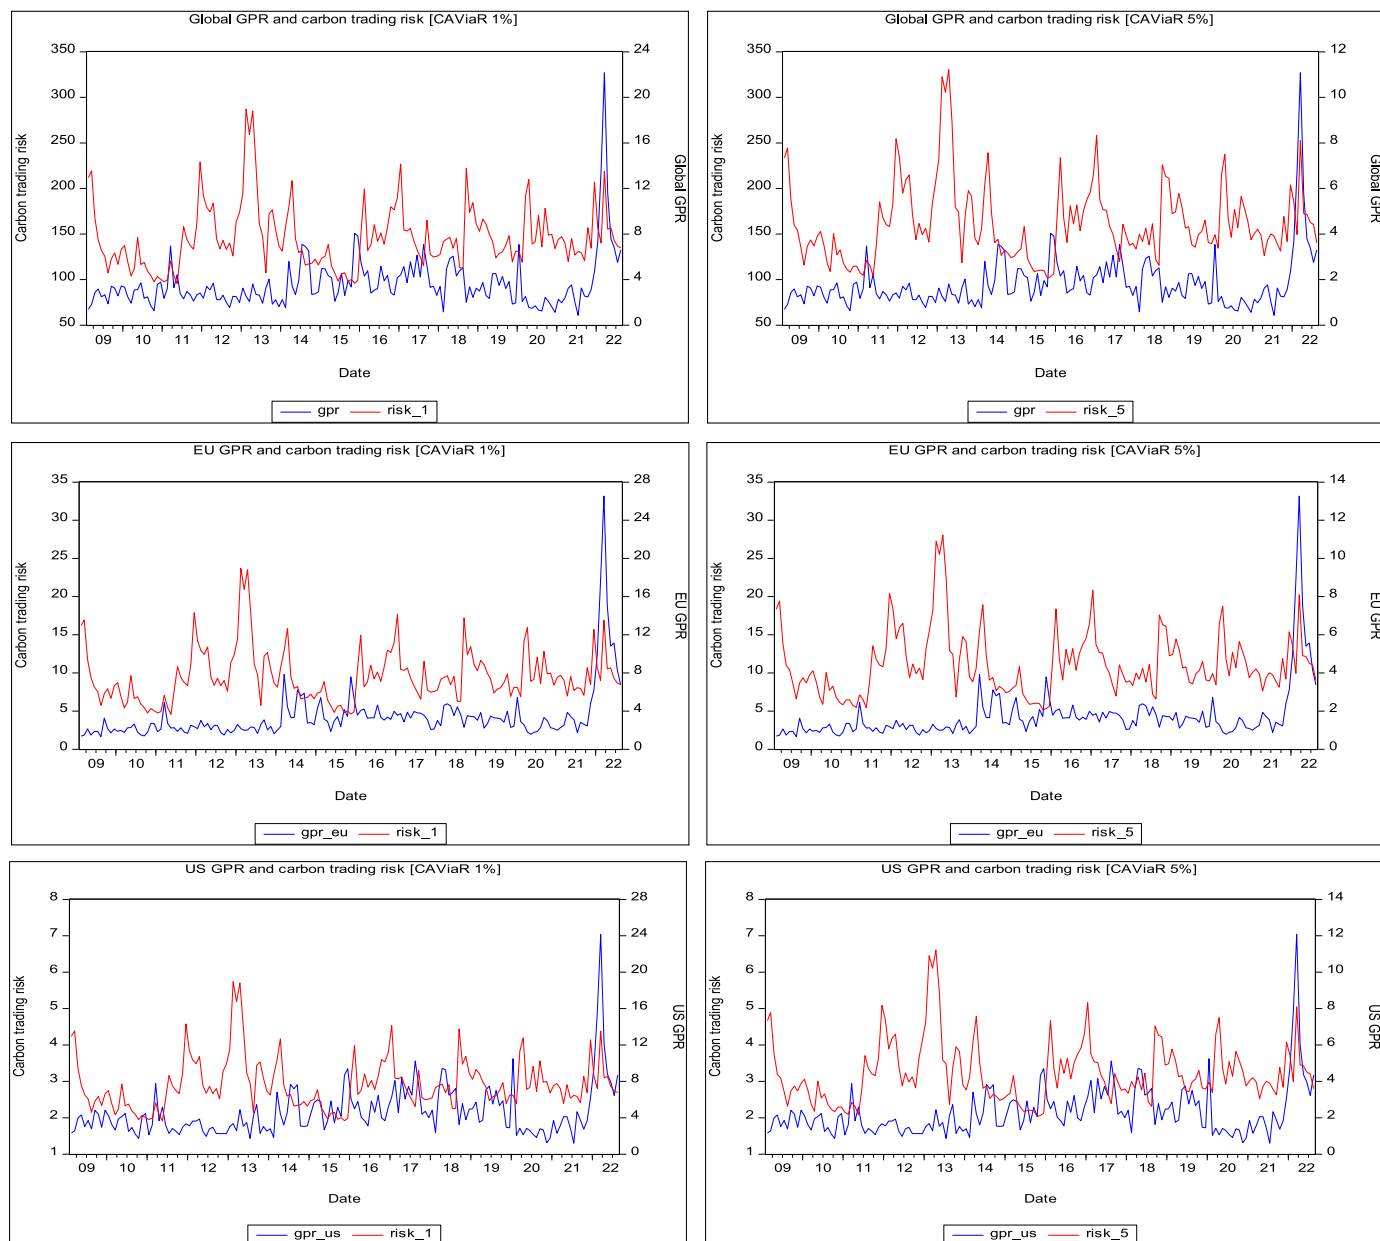 Global GPR and carbon trading risk [CAViaR 1%]
350
300
250
200
150
100
50
24
20
16
12
8
4
0
Carbon trading risk
Global GPR
09 10 11 12 13 14 15 16 17 18 19 20 21 22
Date
gpr risk_1
Global GPR and carbon trading risk [CAViaR 5%]
350
300
250
200
150
100
50
12
10
8
6
4
2
0
Carbon trading risk
Global GPR
09 10 11 12 13 14 15 16 17 18 19 20 21 22
Date
gpr risk_5
EU GPR and carbon trading risk [CAViaR 1%]
35
30
25
20
15
10
5
0
28
24
20
16
12
8
4
0
Carbon trading risk
EU GPR
09 10 11 12 13 14 15 16 17 18 19 20 21 22
Date
gpr_eu risk_1
EU GPR and carbon trading risk [CAViaR 5%]
35
30
25
20
15
10
5
0
14
12
10
8
6
4
2
0
Carbon trading risk
EU GPR
09 10 11 12 13 14 15 16 17 18 19 20 21 22
Date
gpr_eu risk_5
US GPR and carbon trading risk [CAViaR 1%]
8
7
6
5
4
3
2
1
28
24
20
16
12
8
4
0
Carbon trading risk
US GPR
09 10 11 12 13 14 15 16 17 18 19 20 21 22
Date
gpr_us risk_1
US GPR and carbon trading risk [CAViaR 5%]
8
7
6
5
4
3
2
1
14
12
10
8
6
4
2
0
Carbon trading risk
US GPR
09 10 11 12 13 14 15 16 17 18 19 20 21 22
Date
gpr_us risk_5